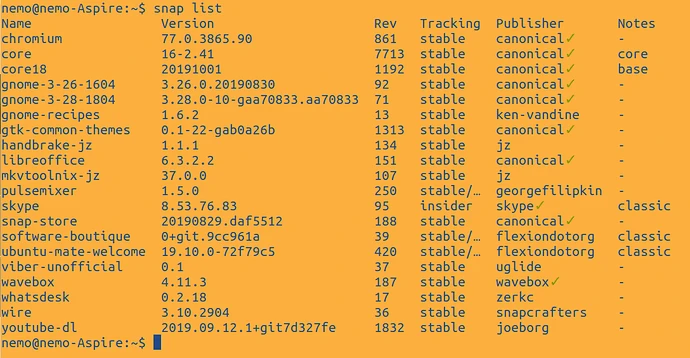 nemo@nemo-Aspire:~$ snap list
Name Version Rev Tracking Publisher Notes
chromium 77.0.3865.90 861 stable canonical✓ -
core 16-2.41 7713 stable canonical✓ core
core18 20191001 1192 stable canonical✓ base
gnome-3-26-1604 3.26.0.20190830 92 stable canonical✓ -
gnome-3-28-1804 3.28.0-10-gaa70833.aa70833 71 stable canonical✓ -
gnome-recipes 1.6.2 13 stable ken-vandine -
gtk-common-themes 0.1-22-gab0a26b 1313 stable canonical✓ -
handbrake-jz 1.1.1 134 stable jz -
libreoffice 6.3.2.2 151 stable canonical✓ -
mkvtoolnix-jz 37.0.0 107 stable jz -
pulsemixer 1.5.0 250 stable/… georgefilipkin -
skype 8.53.76.83 95 insider skype✓ classic
snap-store 20190829.daf5512 188 stable canonical✓ -
software-boutique 0+git.9cc961a 39 stable/… flexiondotorg classic
ubuntu-mate-welcome 19.10.0-72f79c5 420 stable/… flexiondotorg classic
viber-unofficial 0.1 37 stable uglide -
wavebox 4.11.3 187 stable wavebox✓ -
whatsdesk 0.2.18 17 stable zerkc -
wire 3.10.2904 36 stable snapcrafters -
youtube-dl 2019.09.12.1+git7d327fe 1832 stable joeborg -
nemo@nemo-Aspire:~$